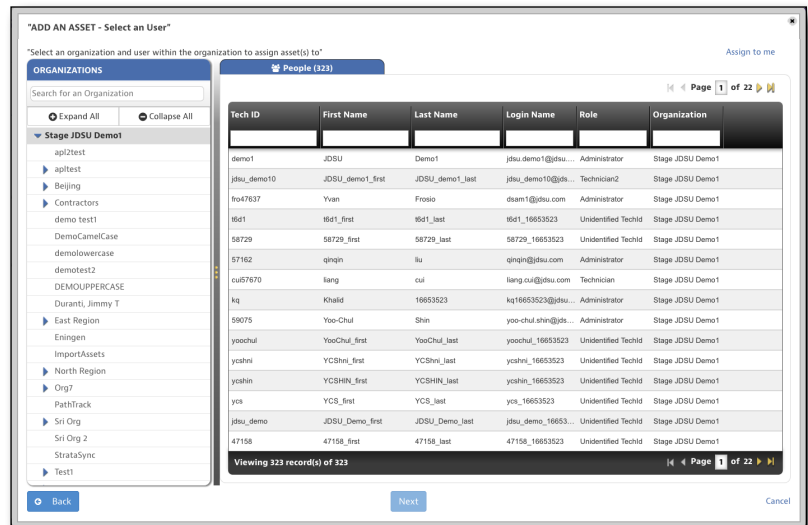 "ADD AN ASSET - Select an User"
"Select an organization and user within the organization to assign asset(s) to"
Assign to me
ORGANIZATIONS
Search for an Organization
Expand All Collapse All
Stage JDSU Demo1
apl2test
apltest
Beijing
Contractors
demo test1
DemoCamelCase
demolowercase
demotest2
DEMOUPPERCASE
Duranti, Jimmy T
East Region
Eningen
ImportAssets
North Region
Org7
PathTrack
Sri Org
Sri Org 2
StrataSync
Test1
People (323)
Page 1 of 22
Tech ID First Name Last Name Login Name Role Organization
demo1 JDSU Demo1 jdsu.demo1@jdsu.... Administrator Stage JDSU Demo1
jdsu_demo10 JDSU_demo1_first JDSU_demo1_last jdsu_demo10@jds... Technician2 Stage JDSU Demo1
fro47637 Yvan Frosio dsam1@jdsu.com Administrator Stage JDSU Demo1
t6d1 t6d1_first t6d1_last t6d1_16653523 Unidentified TechId Stage JDSU Demo1
58729 58729_first 58729_last 58729_16653523 Unidentified TechId Stage JDSU Demo1
57162 qinqin liu qinqin@jdsu.com Administrator Stage JDSU Demo1
cui57670 liang cui liang.cui@jdsu.com Technician Stage JDSU Demo1
kq Khalid 16653523 kq16653523@jdsu... Administrator Stage JDSU Demo1
59075 Yoo-Chul Shin yoo-chul.shin@jds... Administrator Stage JDSU Demo1
yoochul YooChul_first YooChul_last yoochul_16653523 Unidentified TechId Stage JDSU Demo1
ycshni YCShni_first YCShni_last ycshni_16653523 Unidentified TechId Stage JDSU Demo1
ycshin YCSHIN_first YCSHIN_last ycshin_16653523 Unidentified TechId Stage JDSU Demo1
ycs YCS_first YCS_last ycs_16653523 Unidentified TechId Stage JDSU Demo1
jdsu_demo JDSU_Demo_first JDSU_Demo_last jdsu_demo_16653... Unidentified TechId Stage JDSU Demo1
47158 47158_first 47158_last 47158_16653523 Unidentified TechId Stage JDSU Demo1
Viewing 323 record(s) of 323 Page 1 of 22
Back Next Cancel